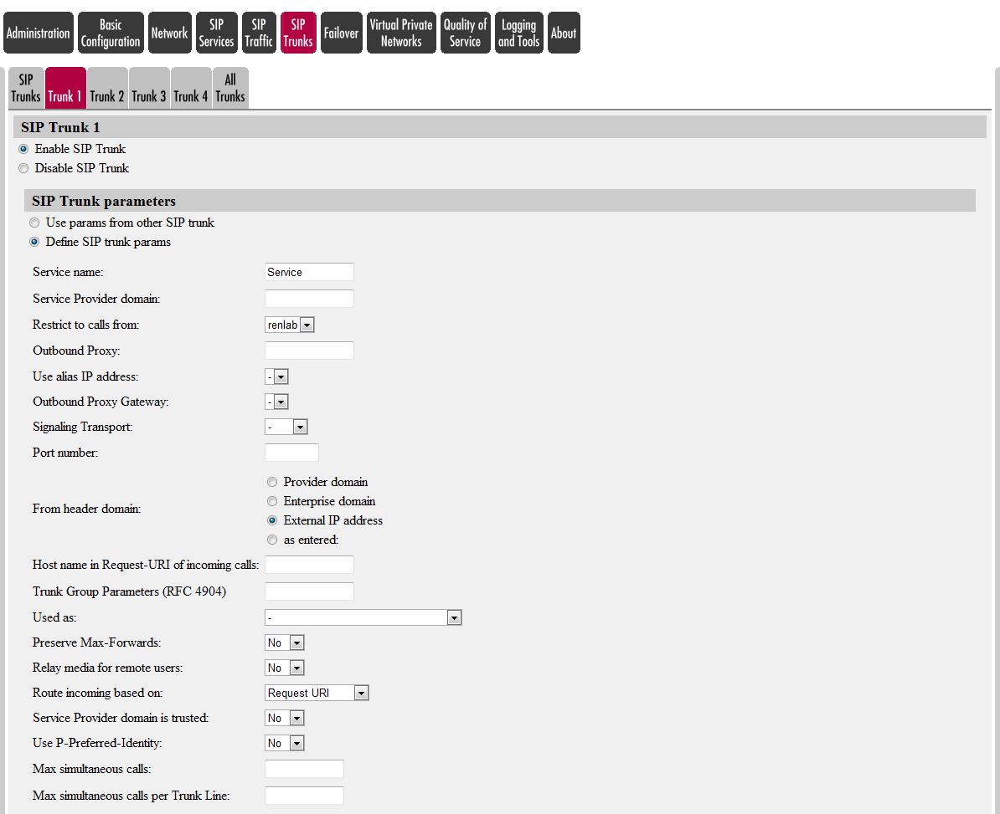 Administration
Basic Configuration
Network
SIP Services
SIP Traffic
SIP Trunks
Failover
Virtual Private Networks
Quality of Service
Logging and Tools
About
SIP Trunks
Trunk 1
Trunk 2
Trunk 3
Trunk 4
All Trunks
SIP Trunk 1
Enable SIP Trunk
Disable SIP Trunk
SIP Trunk parameters
Use params from other SIP trunk
Define SIP trunk params
Service name: Service
Service Provider domain:
Restrict to calls from: renlab
Outbound Proxy:
Use alias IP address: -
Outbound Proxy Gateway: -
Signaling Transport: -
Port number:
From header domain:
Provider domain
Enterprise domain
External IP address
as entered:
Host name in Request-URI of incoming calls:
Trunk Group Parameters (RFC 4904)
Used as: -
Preserve Max-Forwards: No
Relay media for remote users: No
Route incoming based on: Request URI
Service Provider domain is trusted: No
Use P-Preferred-Identity: No
Max simultaneous calls:
Max simultaneous calls per Trunk Line: